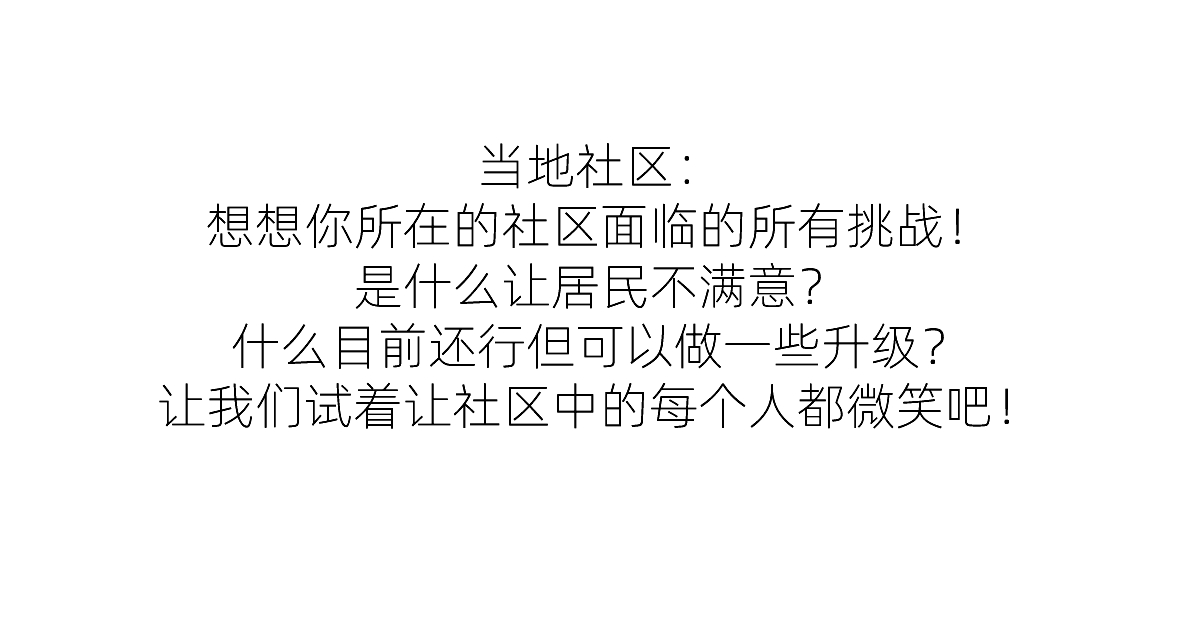 当地社区：
想想你所在的社区面临的所有挑战！
是什么让居民不满意？
什么目前还行但可以做一些升级？
让我们试着让社区中的每个人都微笑吧！